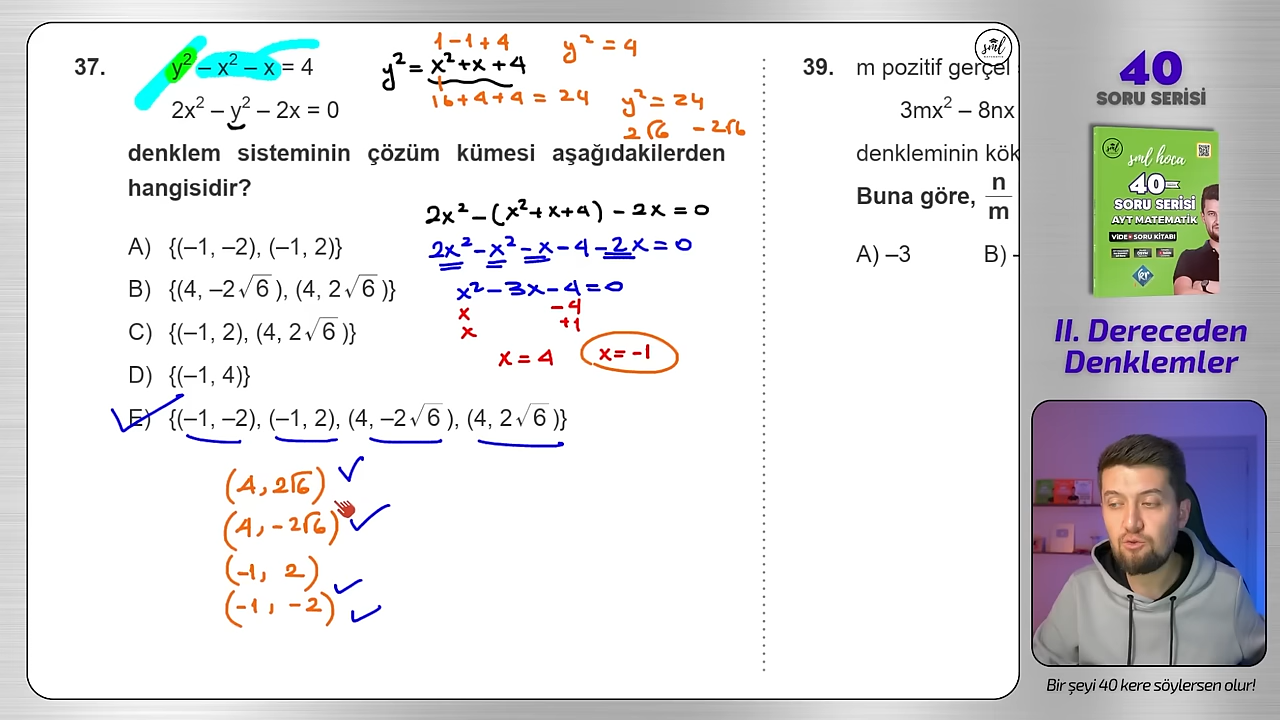 37.
y² – x² – x = 4
2x² – y² – 2x = 0
denklem sisteminin çözüm kümesi aşağıdakilerden
hangisidir?
A) {(–1, –2), (–1, 2)}
B) {(4, –2√6), (4, 2√6)}
C) {(–1, 2), (4, 2√6)}
D) {(–1, 4)}
E) {(–1, –2), (–1, 2), (4, –2√6), (4, 2√6)}
1 - 1 + 4
y² = x² + x + 4
16 + 4 + 4 = 24
y² = 4
y² = 24
2√6 -2√6
2x² - (x² + x + 4) - 2x = 0
2x² - x² - x - 4 - 2x = 0
x² - 3x - 4 = 0
x -4
x +1
x = 4 x = -1
(4, 2√6)
(4, -2√6)
(-1, 2)
(-1, -2)
39. m pozitif gerçel
3mx² – 8nx
denkleminin kök
Buna göre, n/m
A) –3 B) -
sml
40
SORU SERİSİ
sml hoca
40
SORU SERİSİ
AYT MATEMATİK
VİDEO SORU KİTABI
II. Dereceden
Denklemler
Bir şeyi 40 kere söylersen olur!